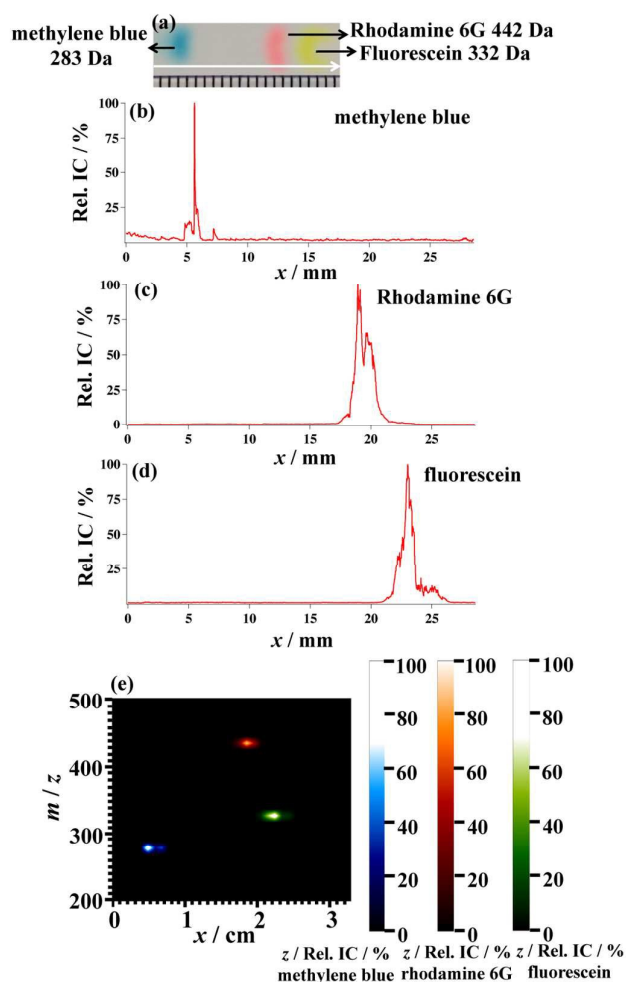 (a)
methylene blue
283 Da
Rhodamine 6G 442 Da
Fluorescein 332 Da
(b)
methylene blue
100
75
50
25
0
Rel. IC / %
0 5 10 15 20 25
x / mm
(c)
Rhodamine 6G
100
75
50
25
0
Rel. IC / %
0 5 10 15 20 25
x / mm
(d)
fluorescein
100
75
50
25
Rel. IC / %
0 5 10 15 20 25
x / mm
(e)
500
400
300
200
m / z
0 1 2 3
x / cm
100
80
60
40
20
0
z / Rel. IC / %
methylene blue
100
80
60
40
20
0
z / Rel. IC / %
rhodamine 6G
100
80
60
40
20
0
z / Rel. IC / %
fluorescein